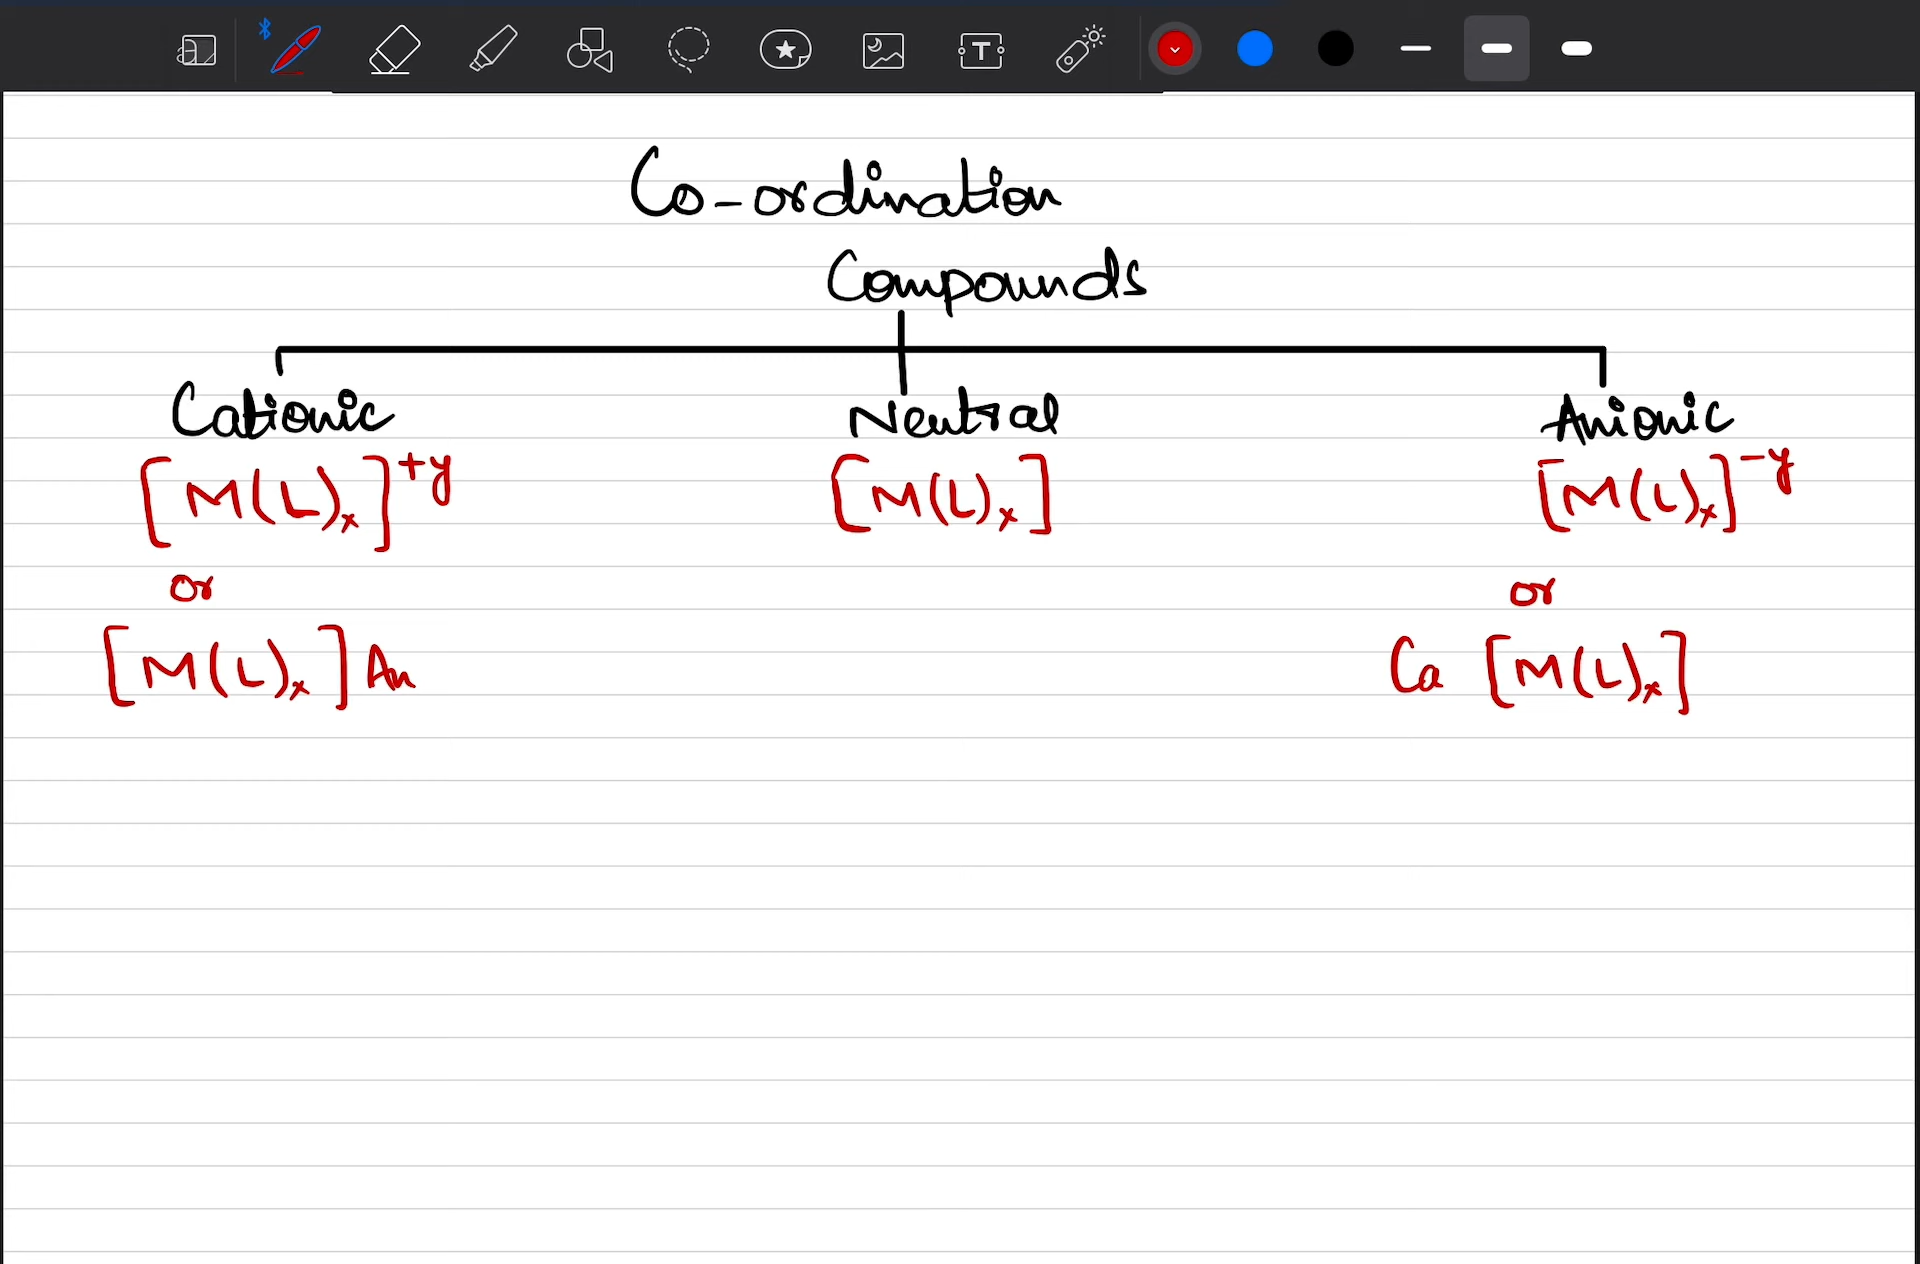 Co-ordination
Compounds
Cationic Neutral Anionic
[M(L)ₓ]⁺ʸ [M(L)ₓ] [M(L)ₓ]⁻ʸ
or or
[M(L)ₓ]An Ca [M(L)ₓ]